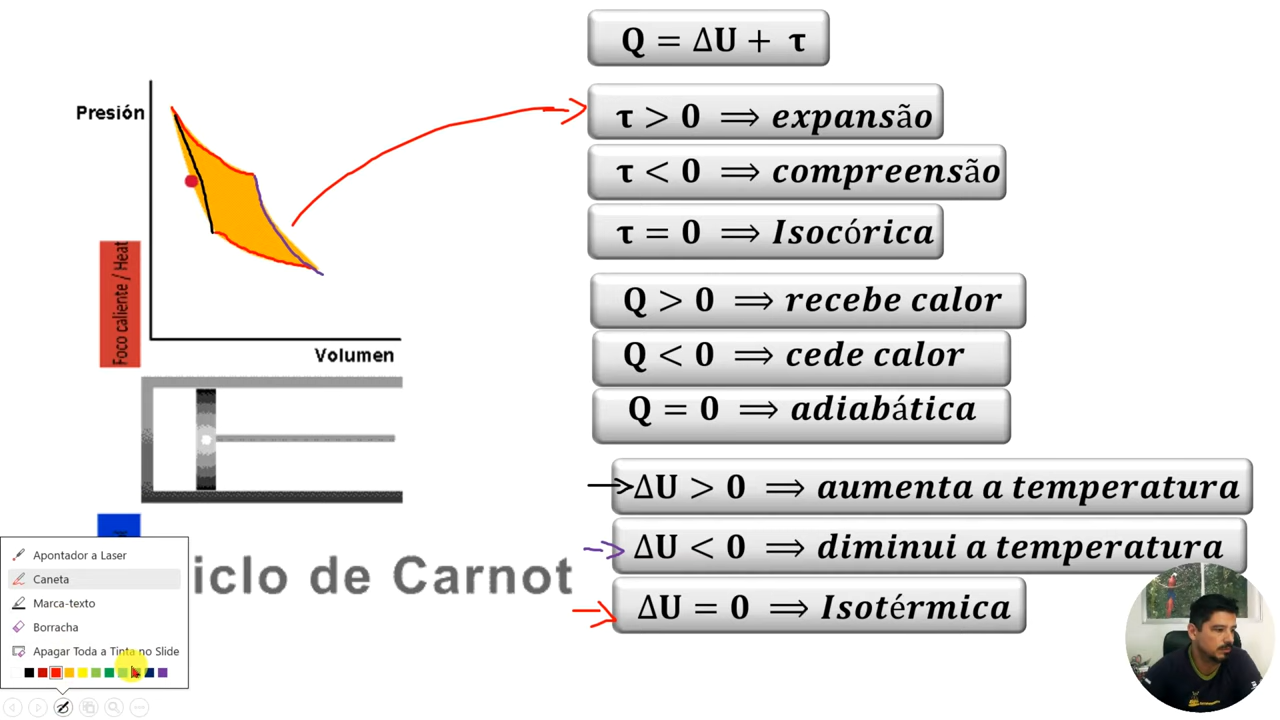 Q = ΔU + τ
Presión
τ > 0 ⟹ expansão
τ < 0 ⟹ compreensão
τ = 0 ⟹ Isocórica
Foco caliente / Heat
Q > 0 ⟹ recebe calor
Volumen
Q < 0 ⟹ cede calor
Q = 0 ⟹ adiabática
ΔU > 0 ⟹ aumenta a temperatura
ΔU < 0 ⟹ diminui a temperatura
iclo de Carnot
ΔU = 0 ⟹ Isotérmica
Apontador a Laser
Caneta
Marca-texto
Borracha
Apagar Toda a Tinta no Slide